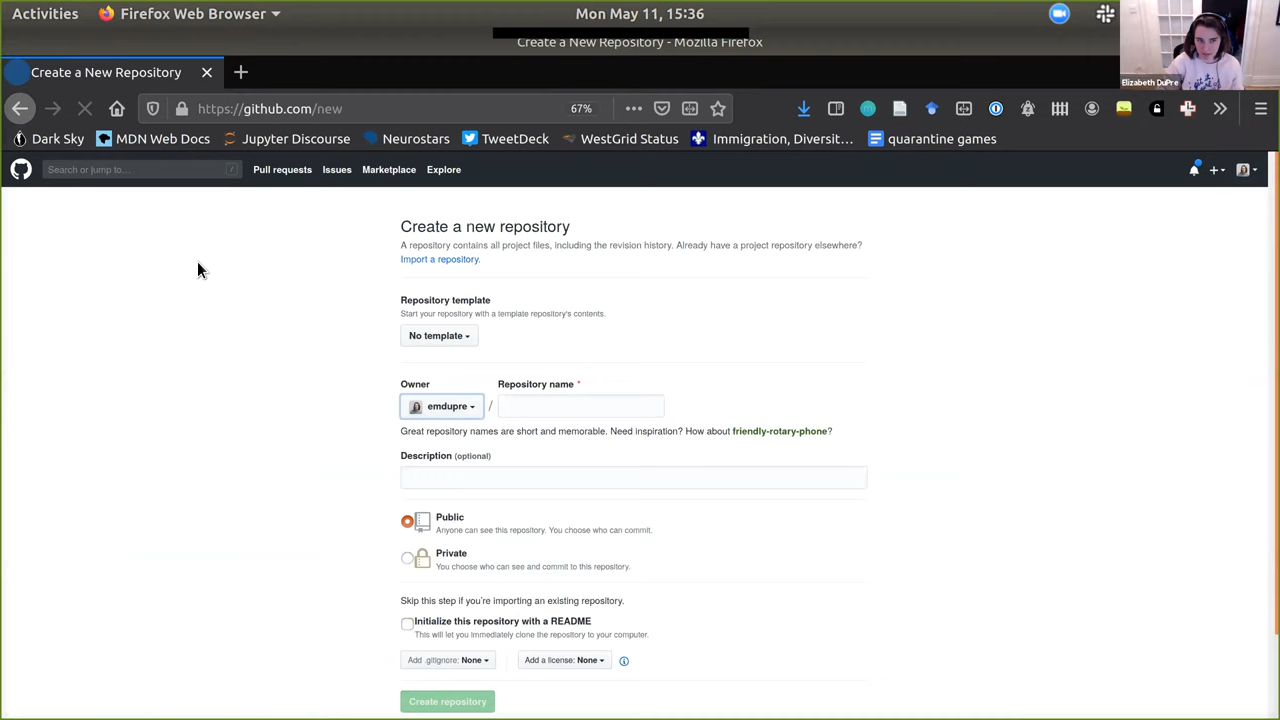 Activities Firefox Web Browser Mon May 11, 15:36
Create a New Repository - Mozilla Firefox
Elizabeth DuPre
Create a New Repository
https://github.com/new 67%
Dark Sky MDN Web Docs Jupyter Discourse Neurostars TweetDeck WestGrid Status Immigration, Diversit… quarantine games
Search or jump to… / Pull requests Issues Marketplace Explore
Create a new repository
A repository contains all project files, including the revision history. Already have a project repository elsewhere?
Import a repository.
Repository template
Start your repository with a template repository's contents.
No template
Owner Repository name *
emdupre /
Great repository names are short and memorable. Need inspiration? How about friendly-rotary-phone?
Description (optional)
Public
Anyone can see this repository. You choose who can commit.
Private
You choose who can see and commit to this repository.
Skip this step if you're importing an existing repository.
Initialize this repository with a README
This will let you immediately clone the repository to your computer.
Add .gitignore: None Add a license: None
Create repository